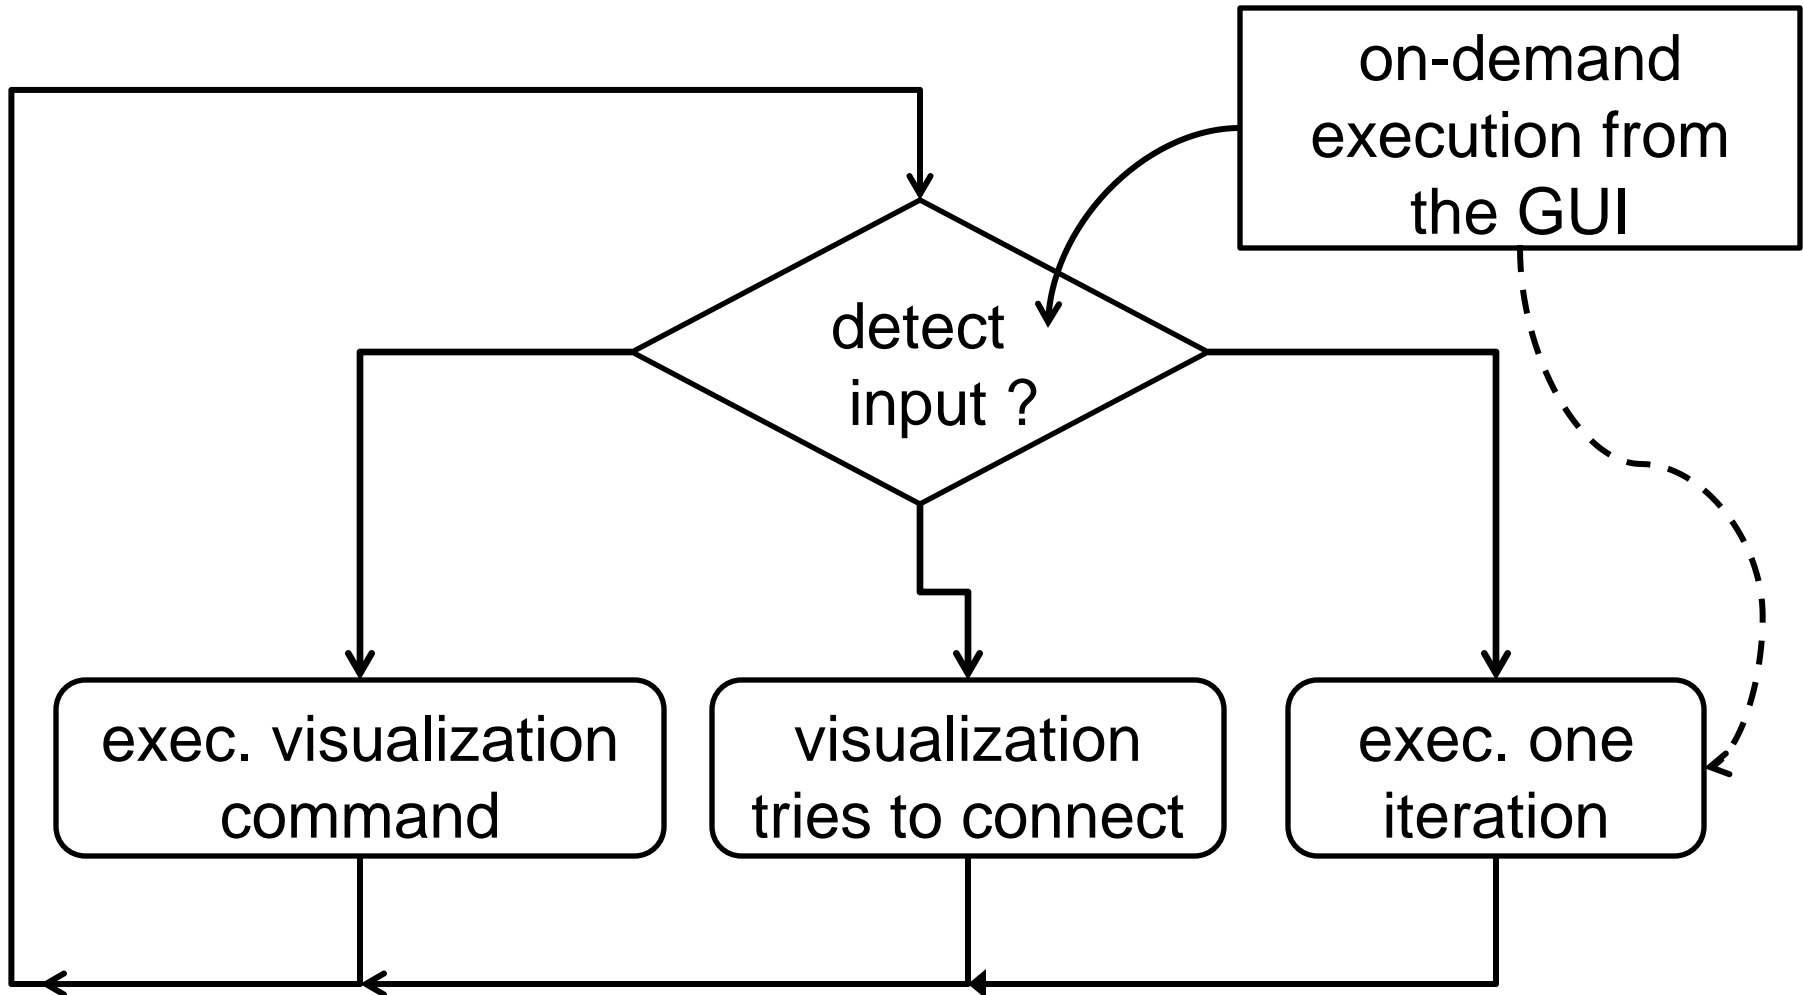 on-demand
execution from
the GUI
detect
input ?
exec. visualization
command
visualization
tries to connect
exec. one
iteration